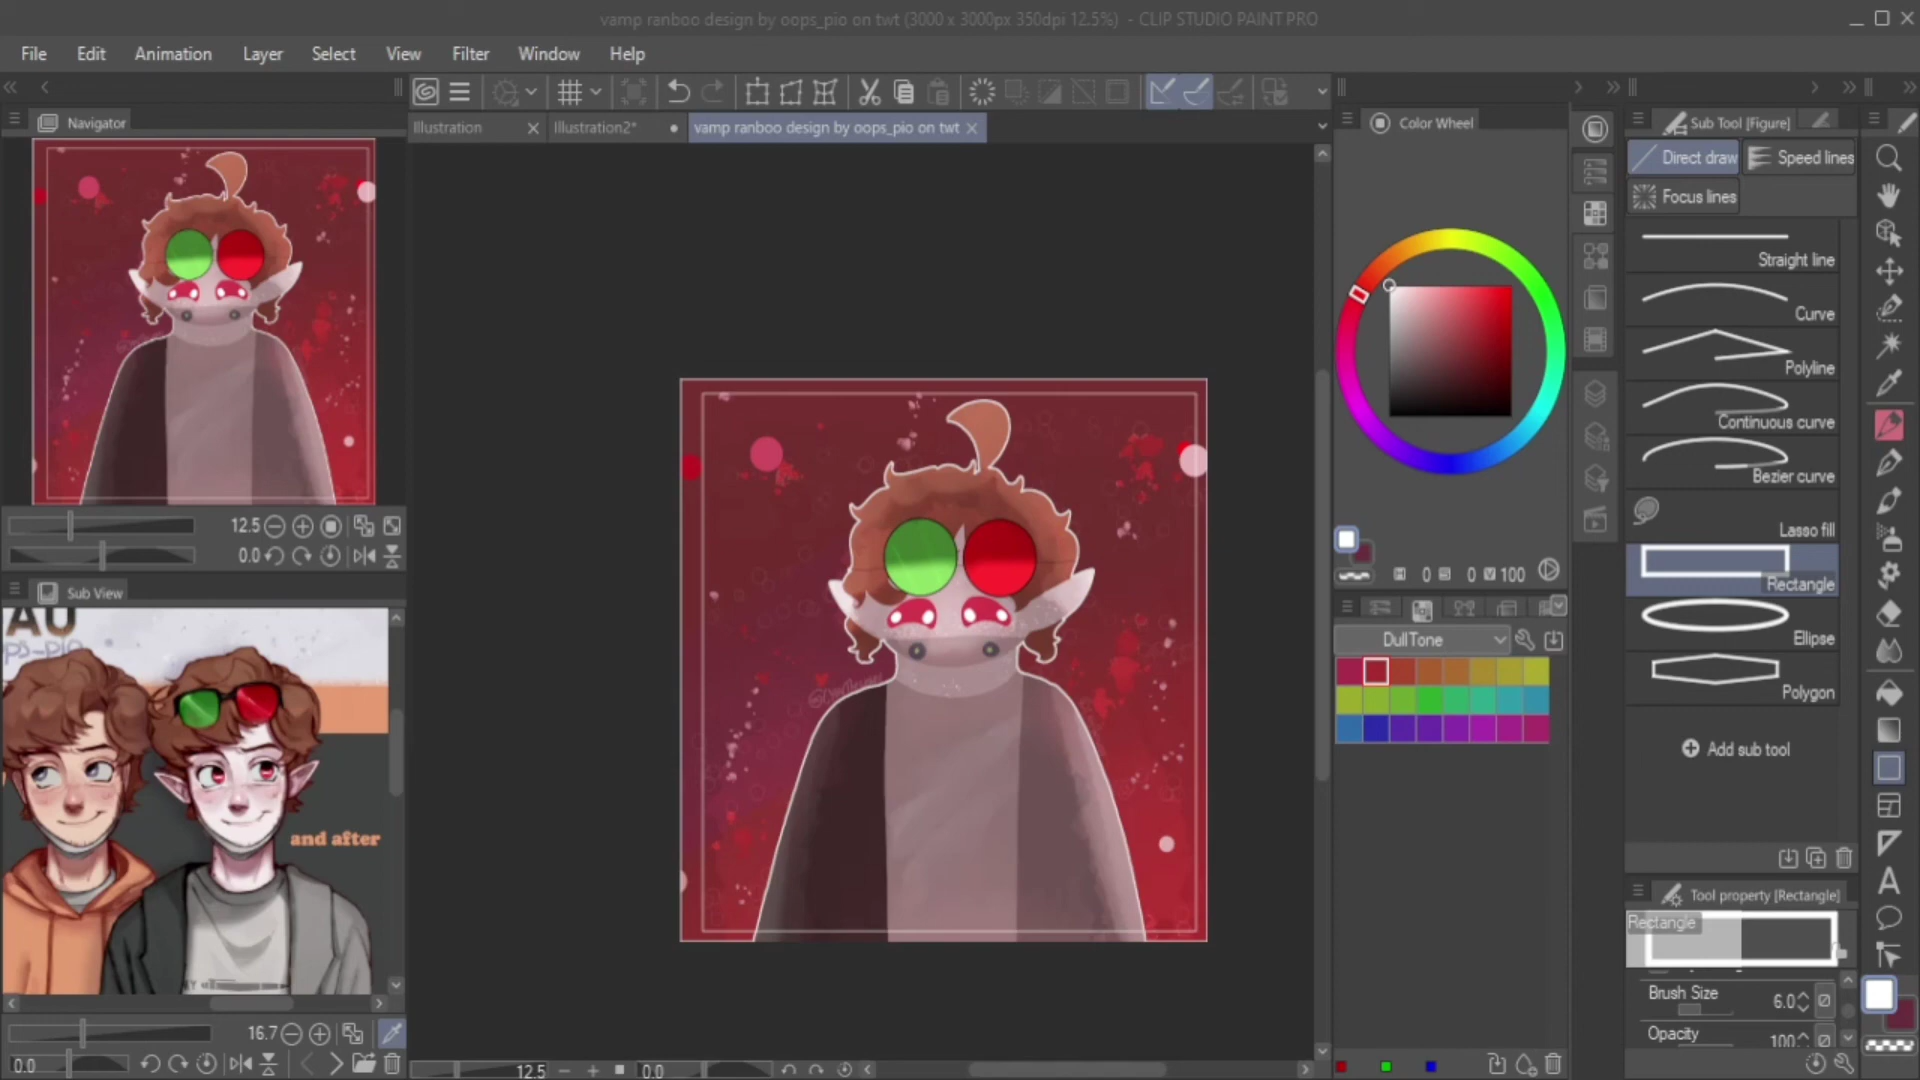 vamp ranboo design by oops_pio on twt (3000 x 3000px 350dpi 12.5%) - CLIP STUDIO PAINT PRO
File Edit Animation Layer Select View Filter Window Help
Navigator
Illustration
Illustration2*
vamp ranboo design by oops_pio on twt
Color Wheel
Sub Tool [Figure]
Direct draw
Speed lines
Focus lines
Straight line
Curve
Polyline
Continuous curve
Bezier curve
Lasso fill
Rectangle
Ellipse
Polygon
Add sub tool
12.5
0.0
Sub View
AU
and after
16.7
0.0
12.5
0.0
0
0
V 100
DullTone
Tool property [Rectangle]
Rectangle
Brush Size
6.0
Opacity
100